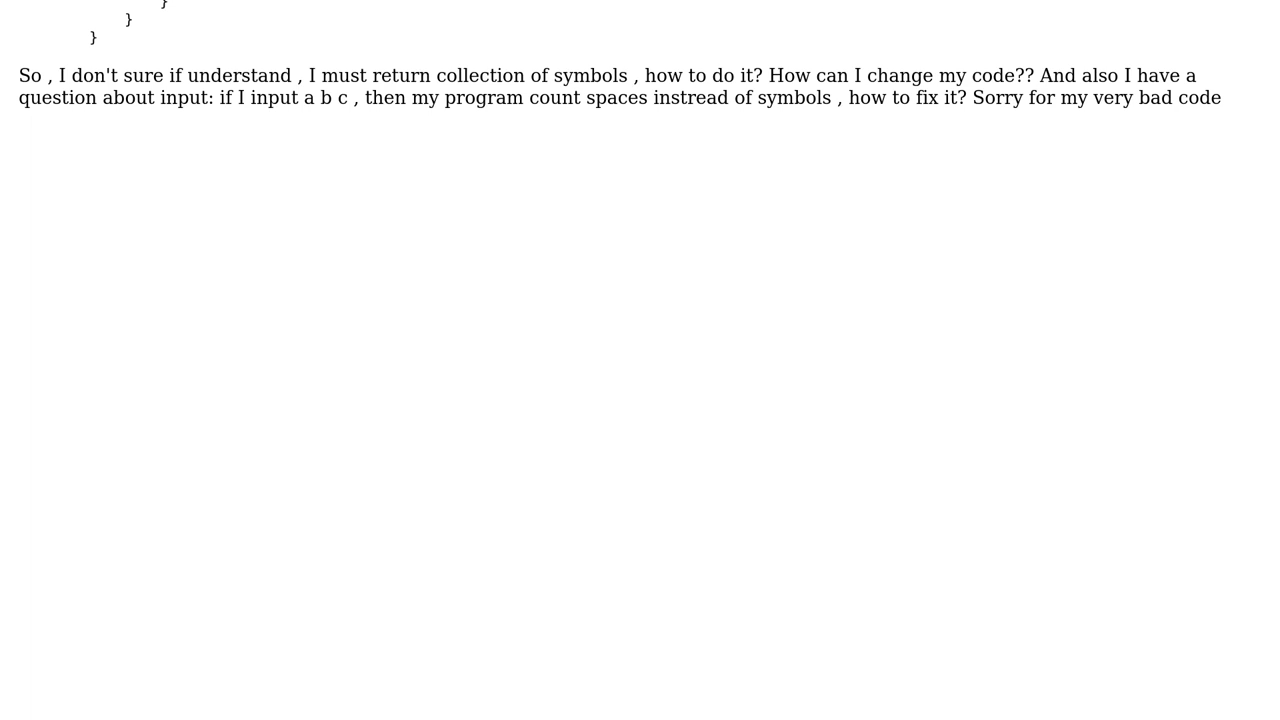 }
}
}
So , I don't sure if understand , I must return collection of symbols , how to do it? How can I change my code?? And also I have a
question about input: if I input a b c , then my program count spaces instread of symbols , how to fix it? Sorry for my very bad code